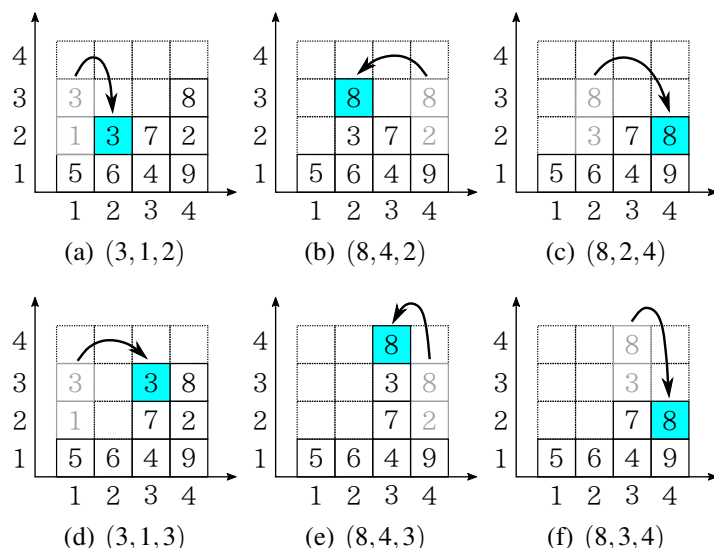 4 4 4
3 3 8 3 8 8 3 8
2 1 3 7 2 2 3 7 2 2 3 7 8
1 5 6 4 9 1 5 6 4 9 1 5 6 4 9
1 2 3 4 1 2 3 4 1 2 3 4
(a) (3,1,2) (b) (8,4,2) (c) (8,2,4)
4 4 8 4 8
3 3 3 8 3 3 8 3 3
2 1 7 2 2 7 2 2 7 8
1 5 6 4 9 1 5 6 4 9 1 5 6 4 9
1 2 3 4 1 2 3 4 1 2 3 4
(d) (3,1,3) (e) (8,4,3) (f) (8,3,4)